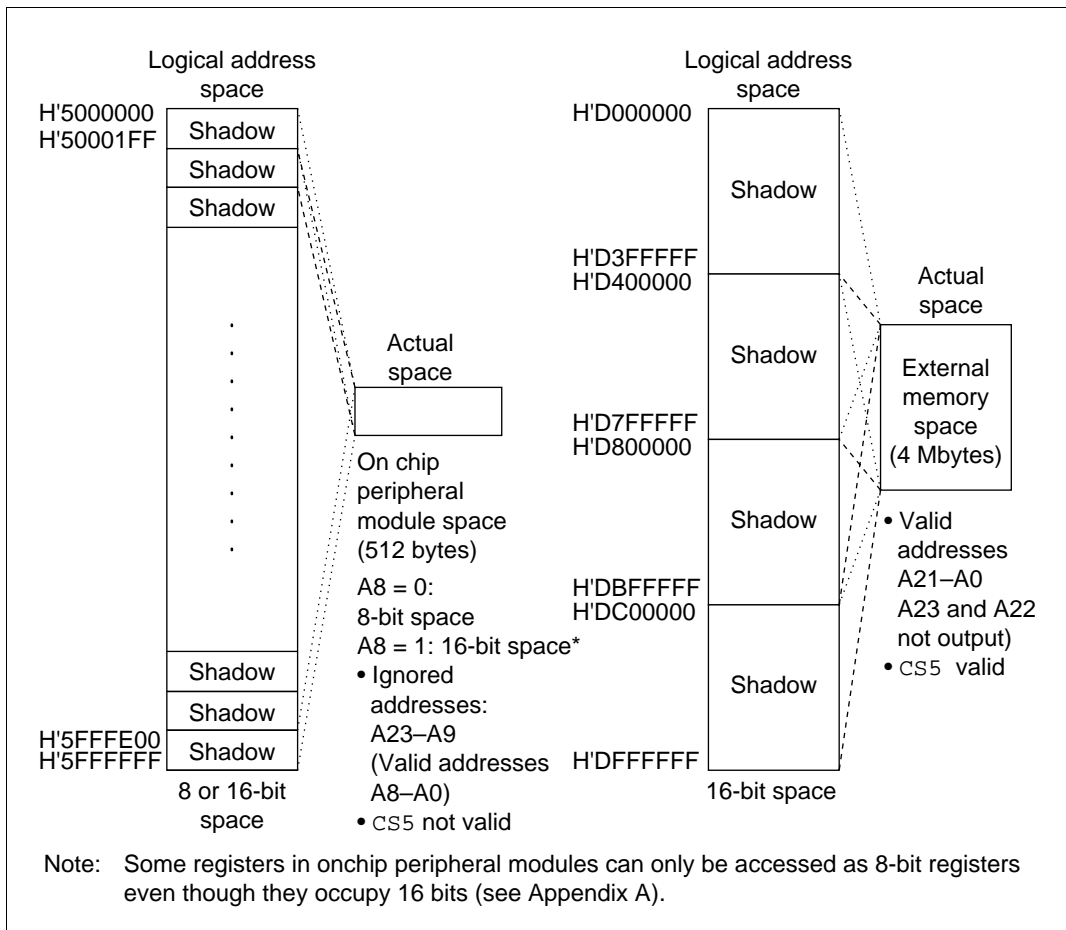 Logical address
space
H'5000000
H'50001FF
Shadow
Shadow
Shadow
Shadow
Shadow
H'5FFFE00
H'5FFFFFF
Shadow
8 or 16-bit
space
Actual
space
On chip
peripheral
module space
(512 bytes)
A8 = 0:
8-bit space
A8 = 1: 16-bit space*
• Ignored
addresses:
A23–A9
(Valid addresses
A8–A0)
• CS5 not valid
Logical address
space
H'D000000
Shadow
H'D3FFFFF
H'D400000
Shadow
H'D7FFFFF
H'D800000
Shadow
H'DBFFFFF
H'DC00000
Shadow
H'DFFFFFF
16-bit space
Actual
space
External
memory
space
(4 Mbytes)
• Valid
addresses
A21–A0
A23 and A22
not output)
• CS5 valid
Note: Some registers in onchip peripheral modules can only be accessed as 8-bit registers
even though they occupy 16 bits (see Appendix A).